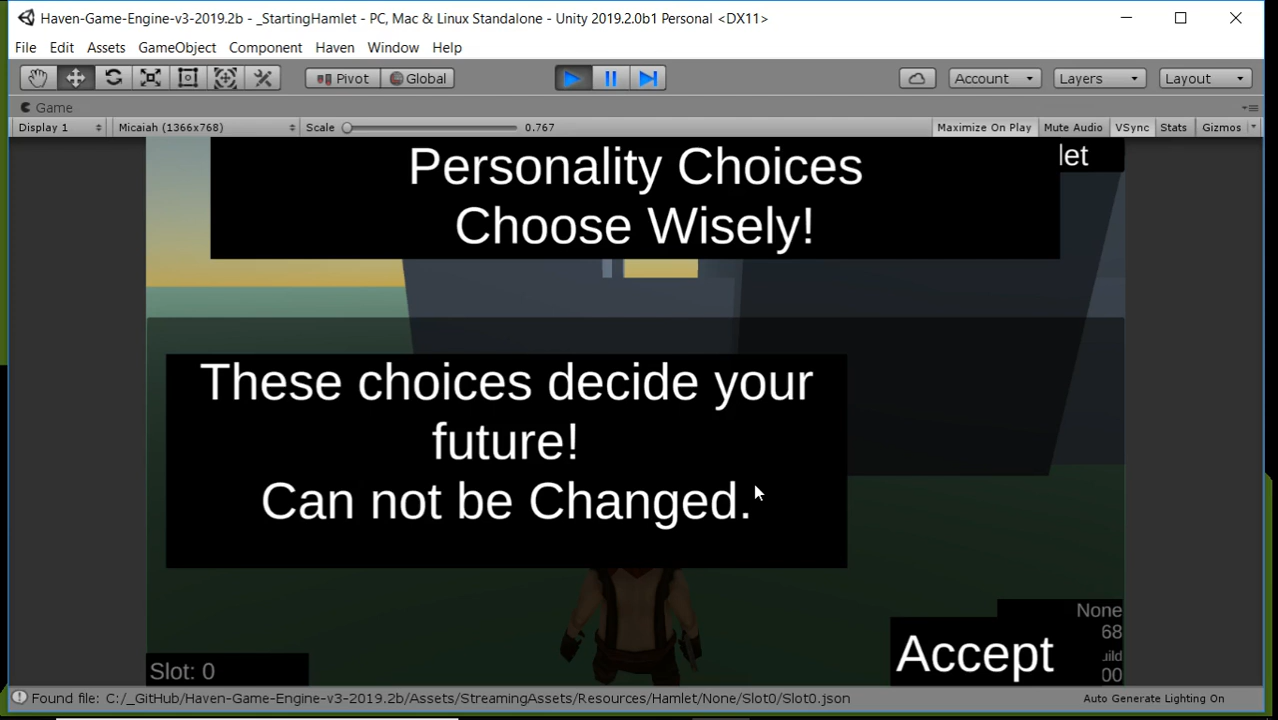 Haven-Game-Engine-v3-2019.2b - _StartingHamlet - PC, Mac & Linux Standalone - Unity 2019.2.0b1 Personal <DX11>
File Edit Assets GameObject Component Haven Window Help
Pivot Global Account Layers Layout
Game
Display 1 Micaiah (1366x768) Scale 0.767 Maximize On Play Mute Audio VSync Stats Gizmos
let
Personality Choices
Choose Wisely!
These choices decide your
future!
Can not be Changed.
None
68
uild
00
Accept
Slot: 0
Found file: C:/_GitHub/Haven-Game-Engine-v3-2019.2b/Assets/StreamingAssets/Resources/Hamlet/None/Slot0/Slot0.json
Auto Generate Lighting On